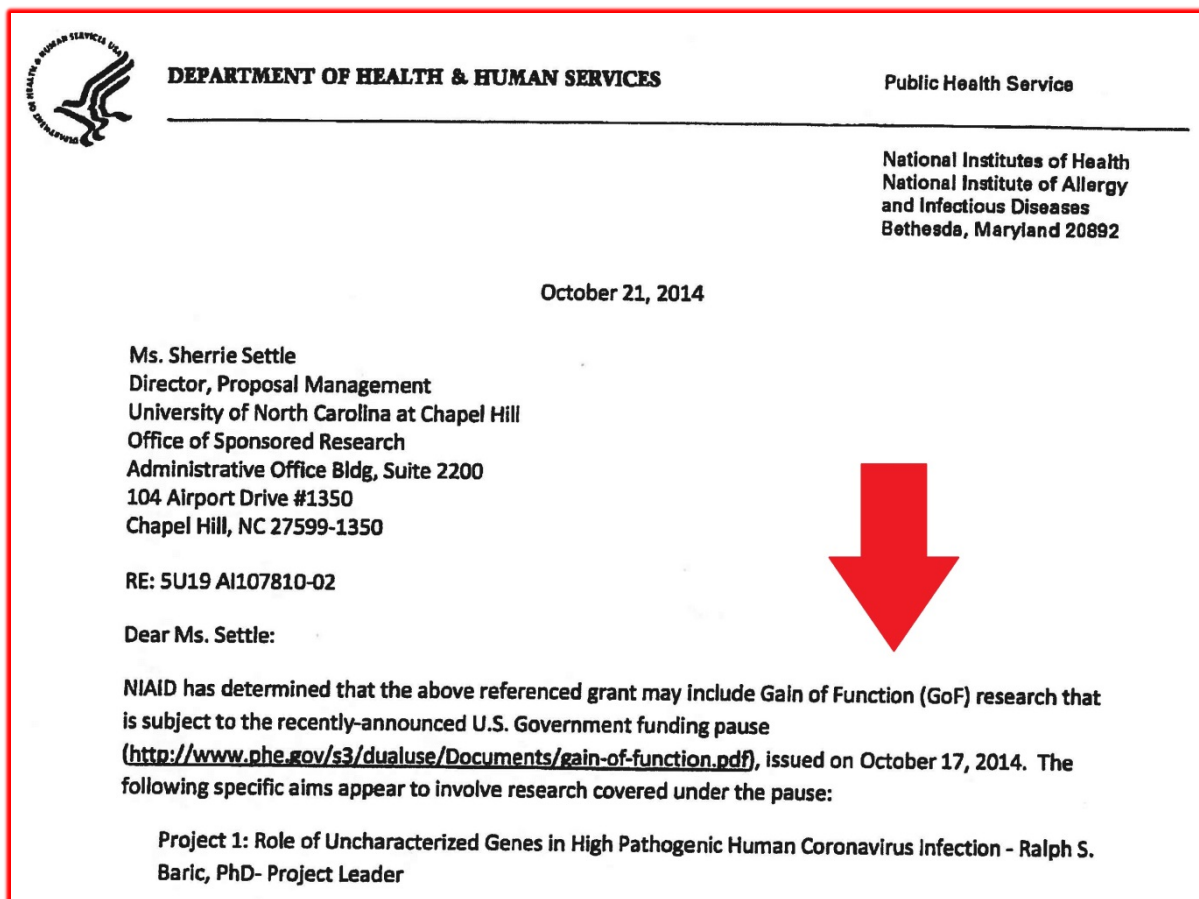 DEPARTMENT OF HEALTH & HUMAN SERVICES
Public Health Service
DEPARTMENT OF HEALTH & HUMAN SERVICES USA
National Institutes of Health
National Institute of Allergy
and Infectious Diseases
Bethesda, Maryland 20892
October 21, 2014
Ms. Sherrie Settle
Director, Proposal Management
University of North Carolina at Chapel Hill
Office of Sponsored Research
Administrative Office Bldg, Suite 2200
104 Airport Drive #1350
Chapel Hill, NC 27599-1350
RE: 5U19 AI107810-02
Dear Ms. Settle:
NIAID has determined that the above referenced grant may include Gain of Function (GoF) research that
is subject to the recently-announced U.S. Government funding pause
(http://www.phe.gov/s3/dualuse/Documents/gain-of-function.pdf), issued on October 17, 2014. The
following specific aims appear to involve research covered under the pause:
Project 1: Role of Uncharacterized Genes in High Pathogenic Human Coronavirus Infection - Ralph S.
Baric, PhD- Project Leader